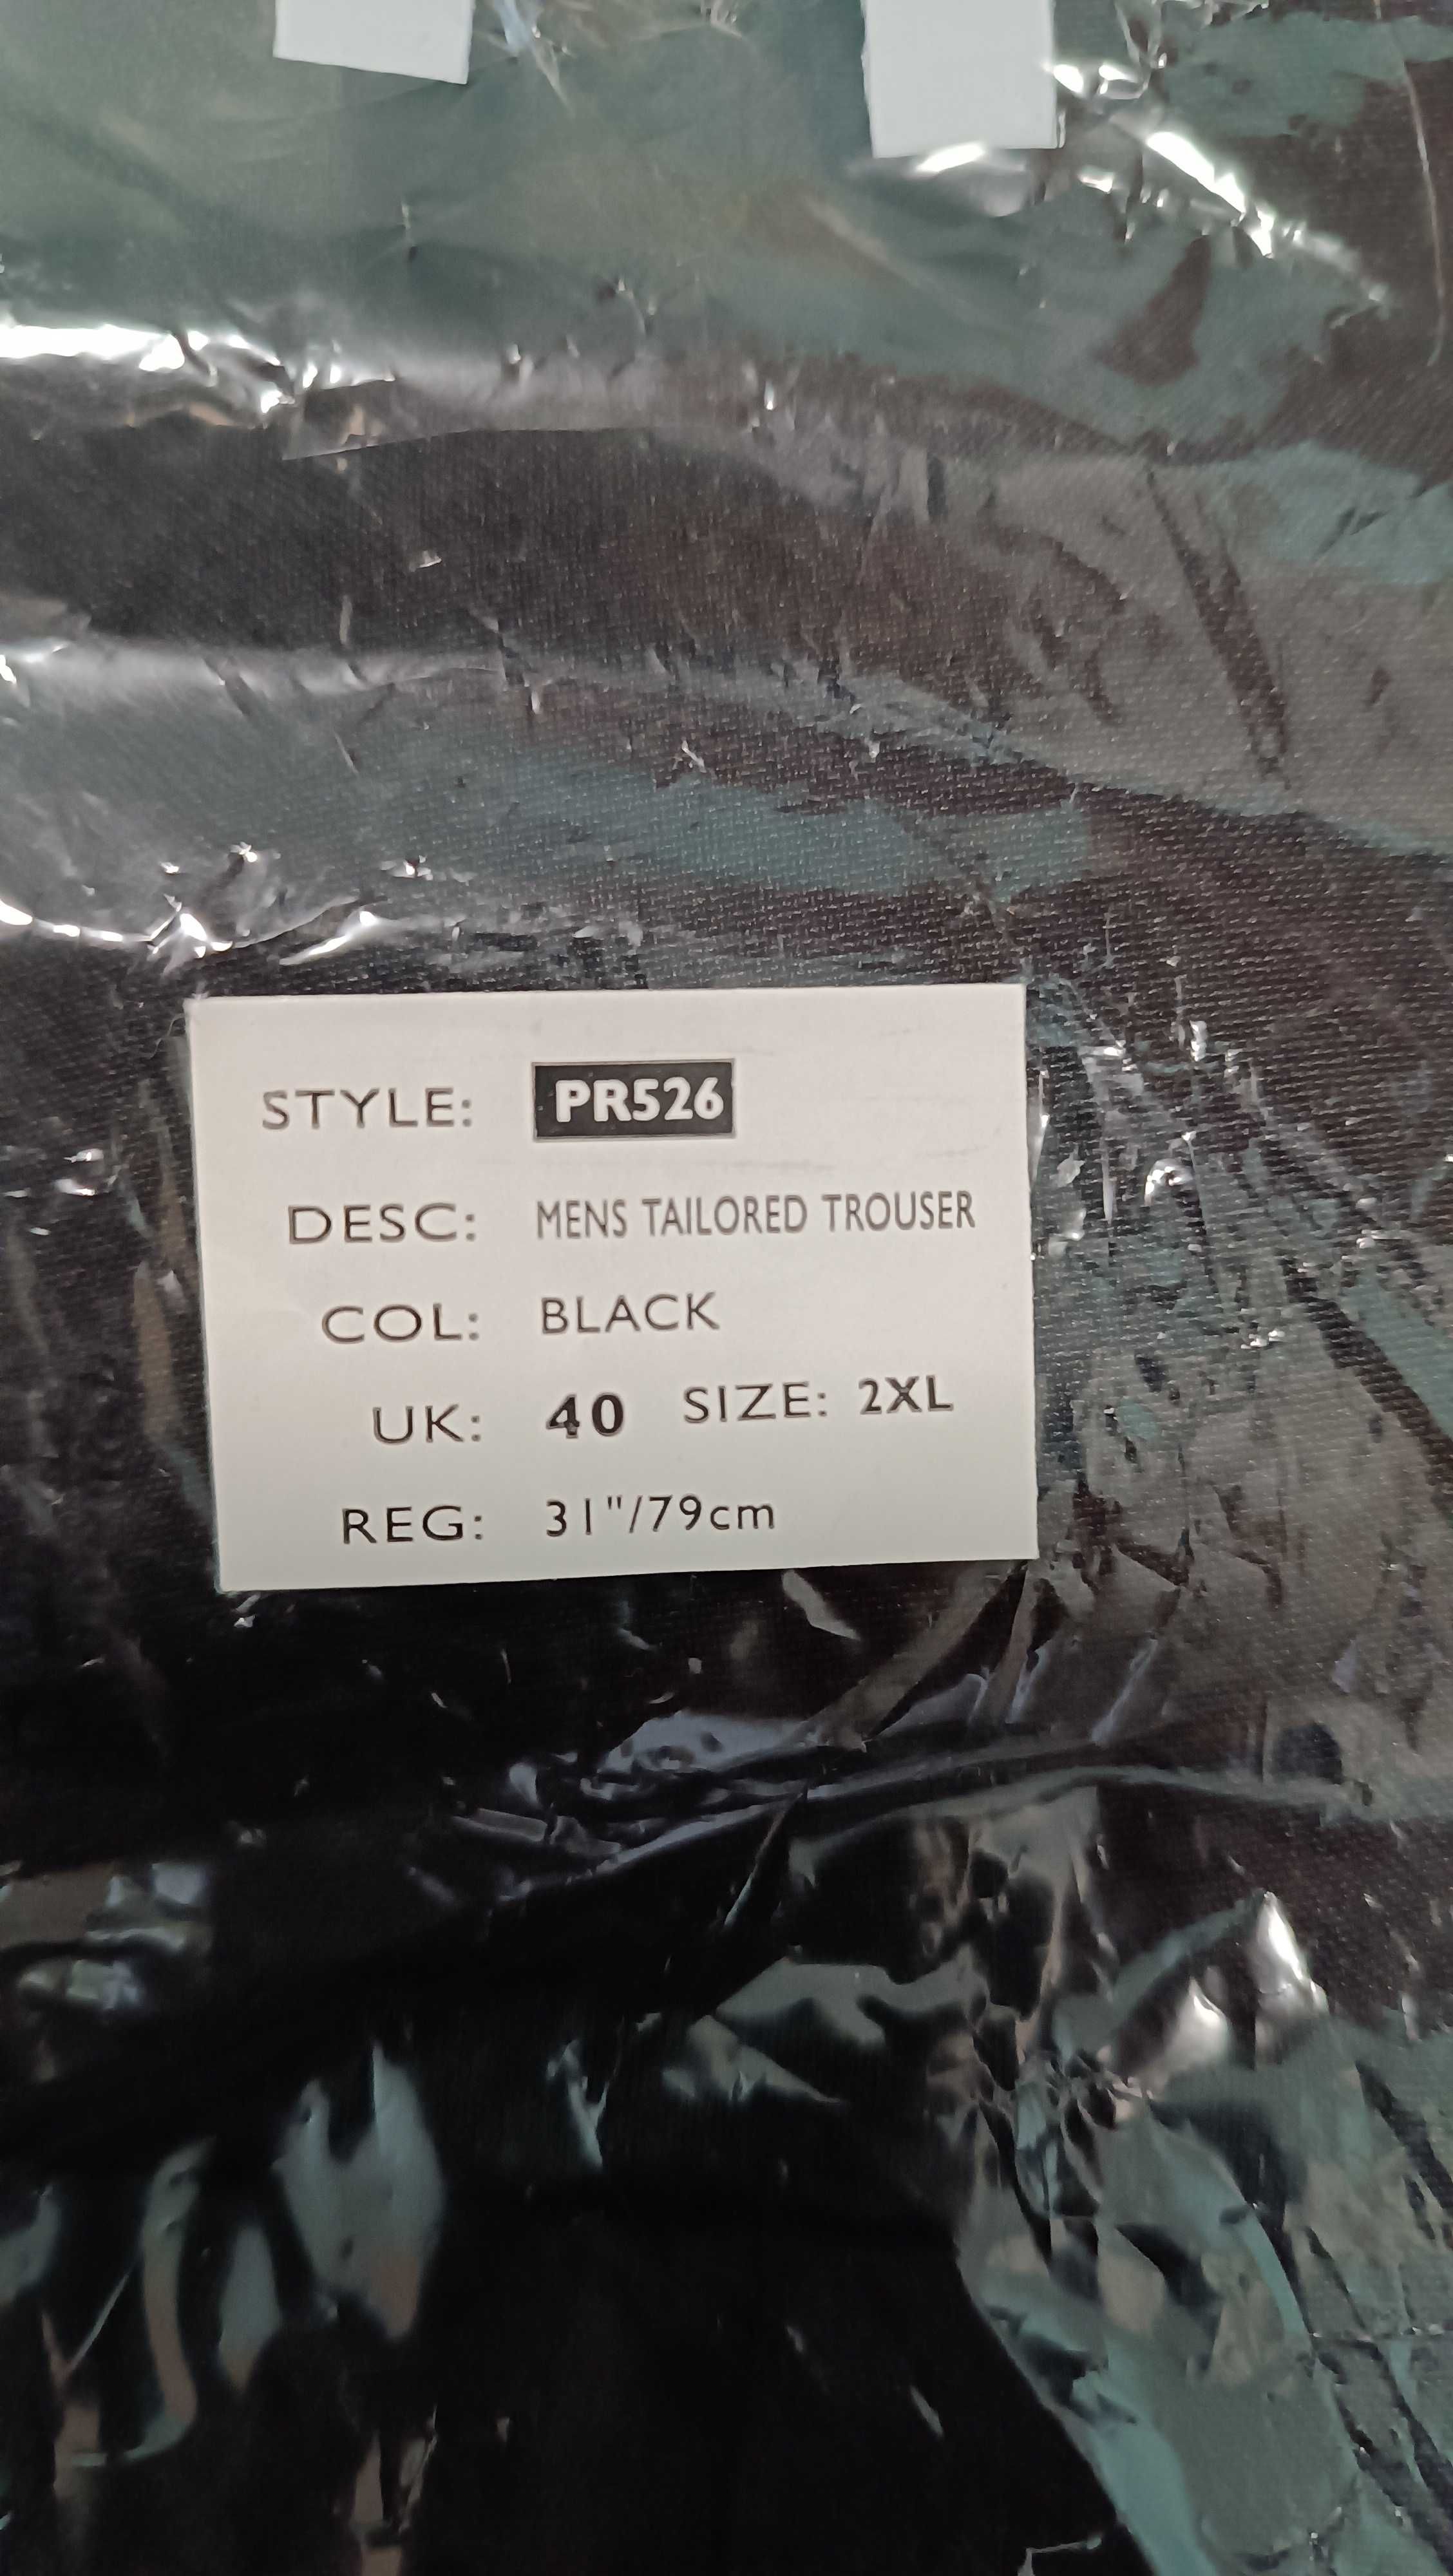 STYLE: PR526
DESC: MENS TAILORED TROUSER
COL: BLACK
UK: 40 SIZE: 2XL
REG: 31"/79cm